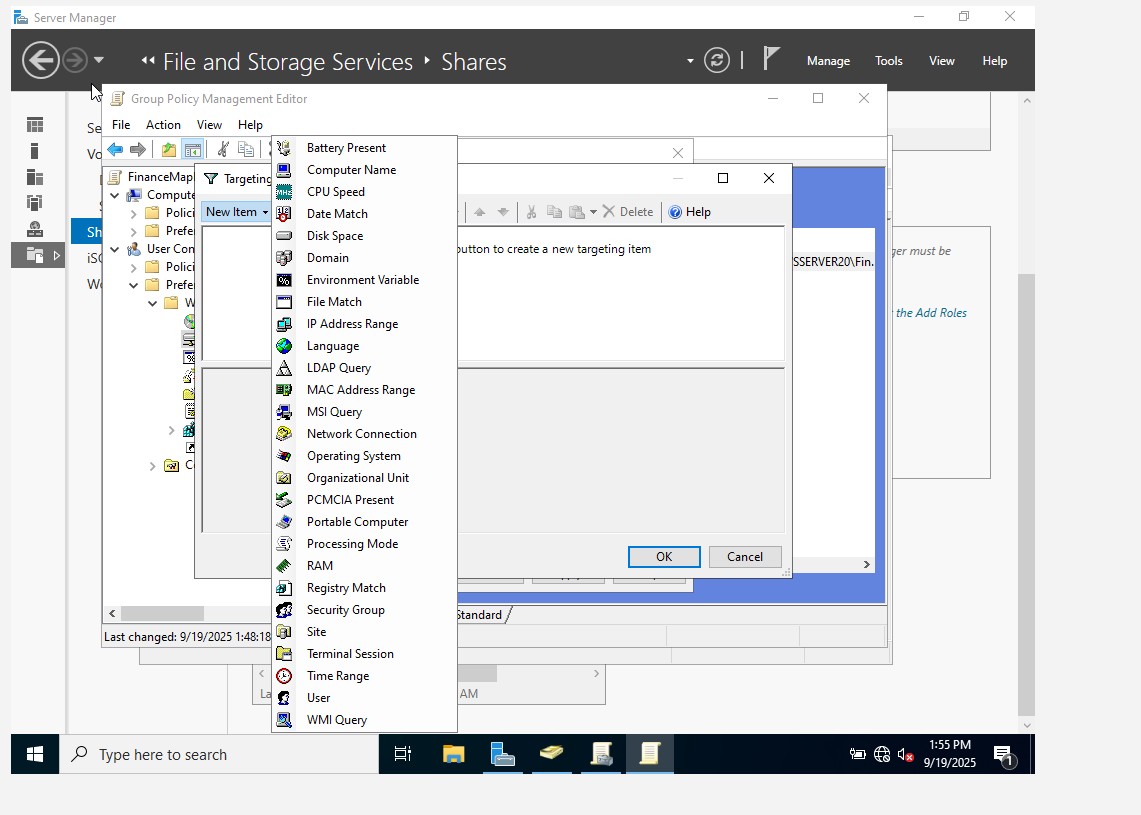 Server Manager
File and Storage Services
Shares
Manage
Tools
View
Help
Group Policy Management Editor
File
Action
View
Help
FinanceMap
Compute
Polici
Prefer
User Con
Polici
Prefer
W
C
Targeting
New Item
Delete
Help
button to create a new targeting item
Battery Present
Computer Name
CPU Speed
Date Match
Disk Space
Domain
Environment Variable
File Match
IP Address Range
Language
LDAP Query
MAC Address Range
MSI Query
Network Connection
Operating System
Organizational Unit
PCMCIA Present
Portable Computer
Processing Mode
RAM
Registry Match
Security Group
Site
Terminal Session
Time Range
User
WMI Query
OK
Cancel
SSERVER20\Fin.
ger must be
the Add Roles
Se
Vo
Sh
iSC
Wo
Standard
Last changed: 9/19/2025 1:48:18
La
AM
Type here to search
1:55 PM
9/19/2025
1